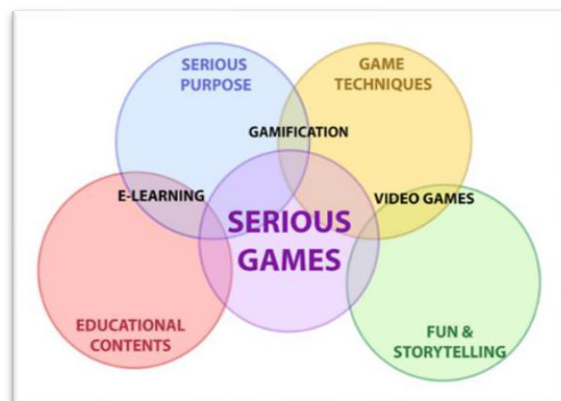 SERIOUS
PURPOSE
GAME
TECHNIQUES
GAMIFICATION
E-LEARNING
VIDEO GAMES
SERIOUS
GAMES
EDUCATIONAL
CONTENTS
FUN &
STORYTELLING